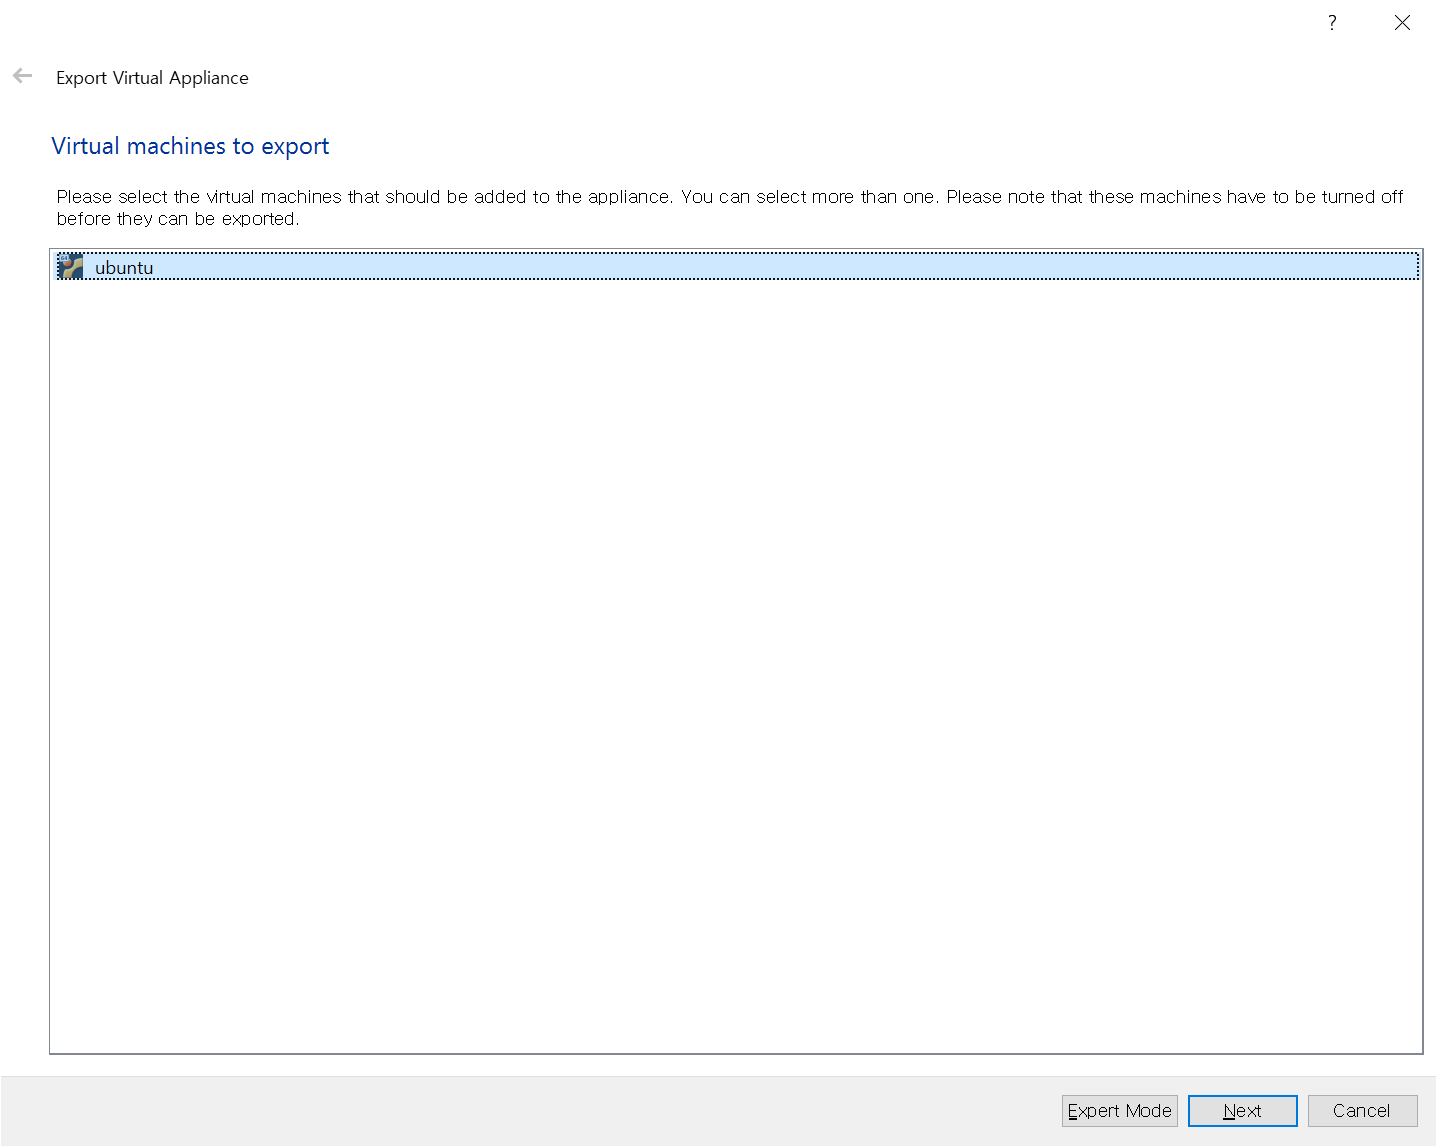 ?
Export Virtual Appliance
Virtual machines to export
Please select the virtual machines that should be added to the appliance. You can select more than one. Please note that these machines have to be turned off
before they can be exported.
64
ubuntu
Expert Mode
Next
Cancel